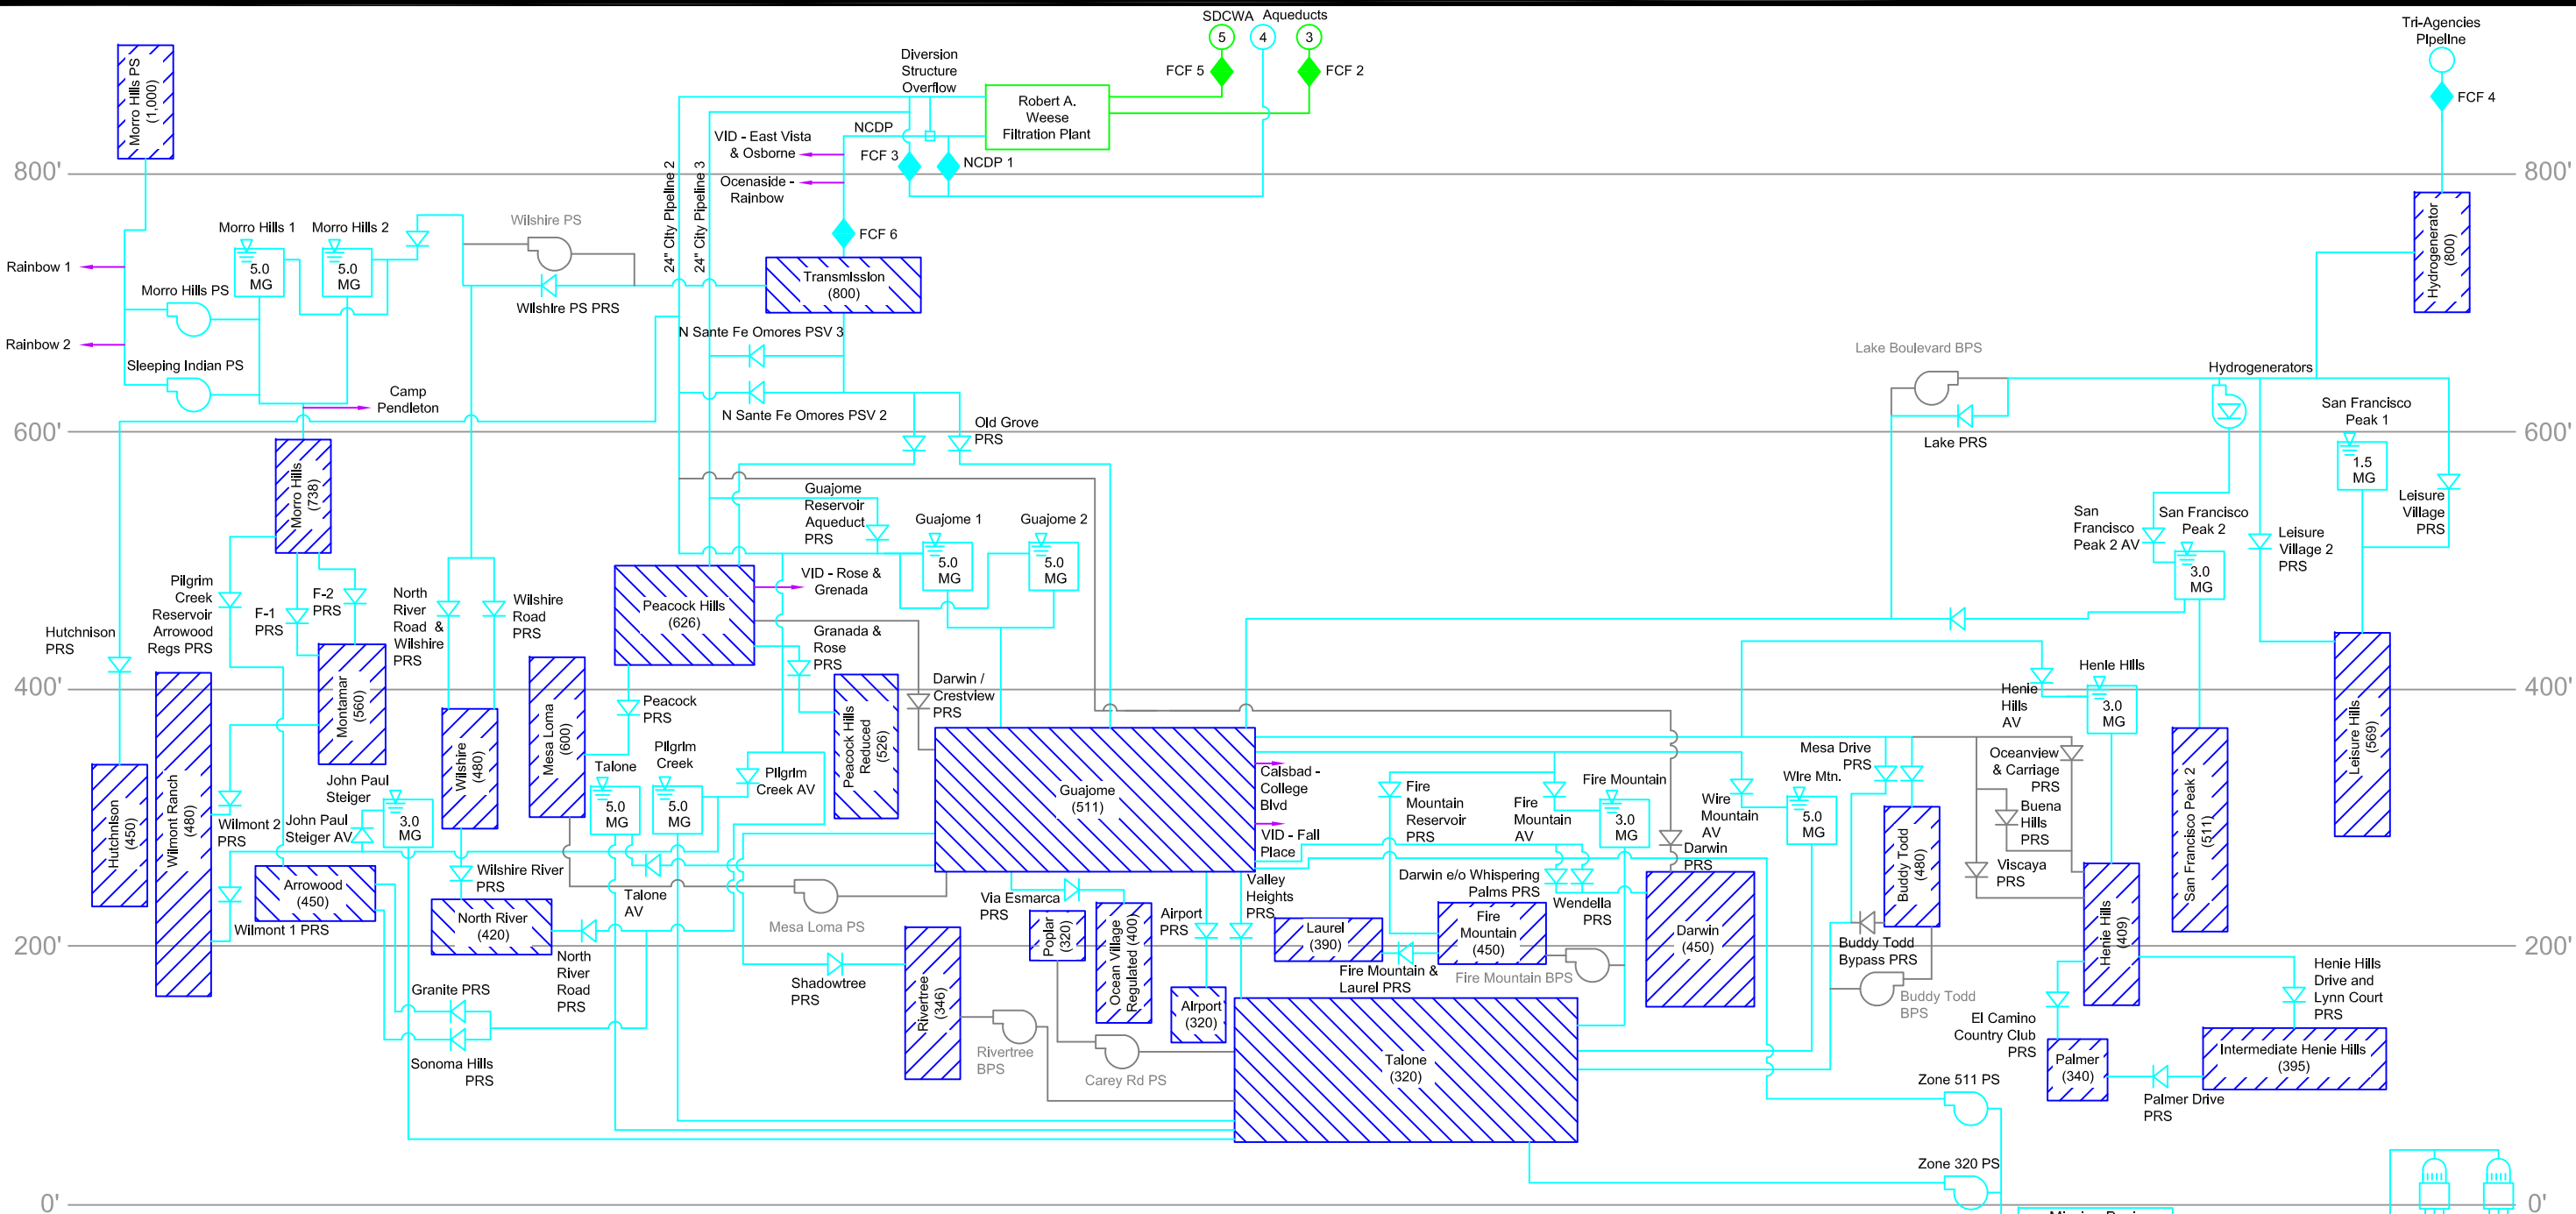 SDCWA Aqueducts
5
4
3
FCF 5
FCF 2
Tri-Agencies
Pipeline
FCF 4
Diversion
Structure
Overflow
Robert A.
Weese
Filtration Plant
Morro Hills PS
(1,000)
NCDP
VID - East Vista
& Osborne
FCF 3
NCDP 1
Ocenaside -
Rainbow
24" City Pipeline 2
24" City Pipeline 3
FCF 6
800'
800'
Hydrogenerator
(800)
Transmission
(800)
Wilshire PS
Wilshire PS PRS
Morro Hills 1
5.0
MG
Morro Hills 2
5.0
MG
Rainbow 1
Morro Hills PS
Rainbow 2
Sleeping Indian PS
Camp
Pendleton
N Sante Fe Omores PSV 3
N Sante Fe Omores PSV 2
Old Grove
PRS
Lake Boulevard BPS
Lake PRS
Hydrogenerators
San Francisco
Peak 1
1.5
MG
Leisure
Village
PRS
600'
600'
Morro Hills
(738)
Guajome
Reservoir
Aqueduct
PRS
Guajome 1
5.0
MG
Guajome 2
5.0
MG
San
Francisco
Peak 2 AV
San Francisco
Peak 2
3.0
MG
Leisure
Village 2
PRS
Pilgrim
Creek
Reservoir
Arrowood
Regs PRS
F-1
PRS
F-2
PRS
North
River
Road &
Wilshire
PRS
Wilshire
Road
PRS
Peacock Hills
(626)
VID - Rose &
Grenada
Granada &
Rose
PRS
Hutchnison
PRS
400'
400'
Montamar
(560)
Mesa Loma
(600)
Peacock
PRS
Peacock Hills
Reduced
(526)
Darwin /
Crestview
PRS
Henie
Hills
AV
Henie Hills
3.0
MG
Leisure Hills
(569)
Hutchnison
(450)
Wilmont Ranch
(480)
Wilshire
(480)
Talone
5.0
MG
Pilgrim
Creek
5.0
MG
Pilgrim
Creek AV
Guajome
(511)
Calsbad -
College
Blvd
VID - Fall
Place
Fire
Mountain
Reservoir
PRS
Fire
Mountain
AV
Fire Mountain
3.0
MG
Wire
Mountain
AV
Wire Mtn.
5.0
MG
Mesa Drive
PRS
Oceanview
& Carriage
PRS
Buena
Hills
PRS
Viscaya
PRS
San Francisco Peak 2
(511)
Buddy Todd
(480)
Wilmont 2
PRS
John Paul
Steiger
3.0
MG
John Paul
Steiger AV
Arrowood
(450)
Wilmont 1 PRS
Wilshire River
PRS
North River
(420)
Talone
AV
North
River
Road
PRS
Mesa Loma PS
Shadowtree
PRS
Via Esmarca
PRS
Poplar
(320)
Ocean Village
Regulated (400)
Airport
PRS
Valley
Heights
PRS
Airport
(320)
Laurel
(390)
Fire Mountain &
Laurel PRS
Fire
Mountain
(450)
Fire Mountain BPS
Darwin e/o Whispering
Palms PRS
Wendella
PRS
Darwin
PRS
Darwin
(450)
Buddy Todd
Bypass PRS
Buddy Todd
BPS
Henie Hills
(409)
200'
200'
Granite PRS
Sonoma Hills
PRS
Rivertree
(346)
Rivertree
BPS
Carey Rd PS
Talone
(320)
El Camino
Country Club
PRS
Henie Hills
Drive and
Lynn Court
PRS
Palmer
(340)
Palmer Drive
PRS
Intermediate Henie Hills
(395)
Zone 511 PS
Zone 320 PS
0'
0'